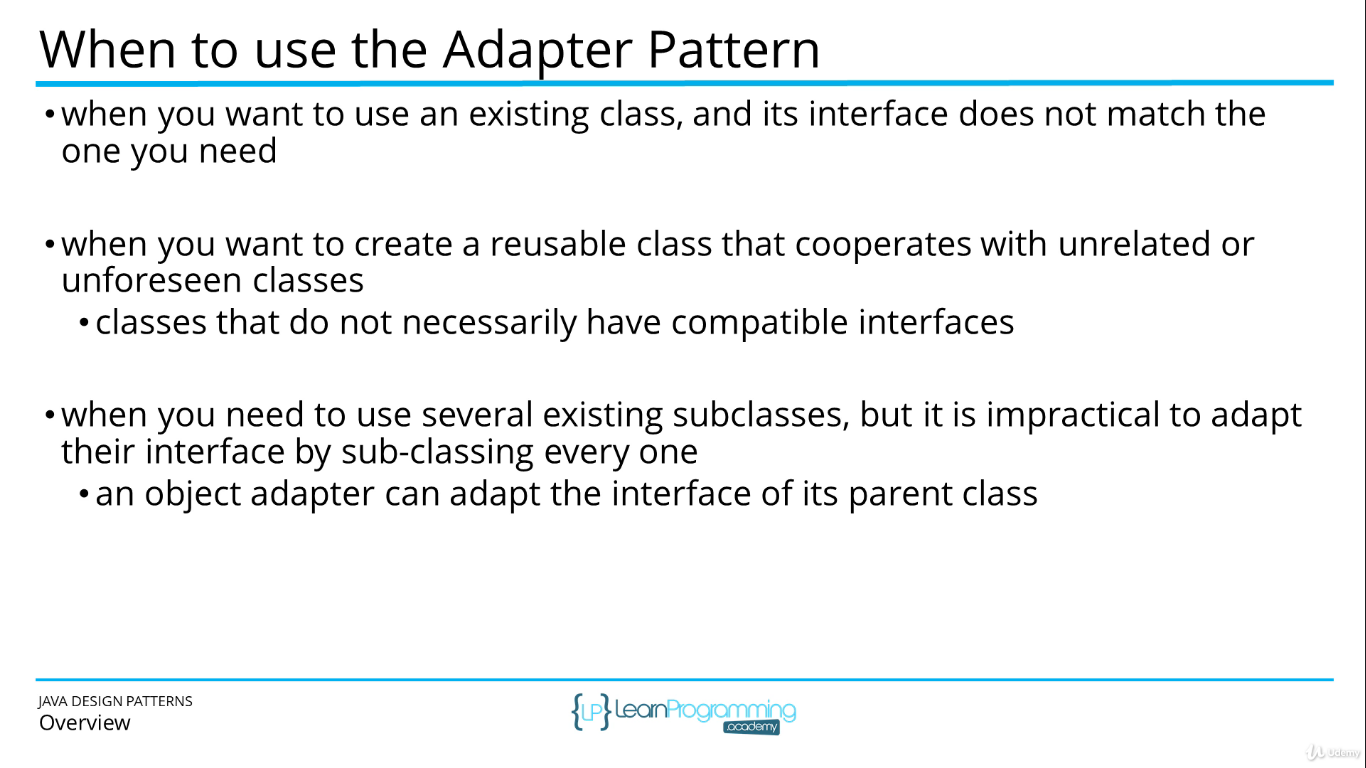 When to use the Adapter Pattern
• when you want to use an existing class, and its interface does not match the
one you need
• when you want to create a reusable class that cooperates with unrelated or
unforeseen classes
• classes that do not necessarily have compatible interfaces
• when you need to use several existing subclasses, but it is impractical to adapt
their interface by sub-classing every one
• an object adapter can adapt the interface of its parent class
JAVA DESIGN PATTERNS
Overview
{LP} LearnProgramming
.academy
Udemy